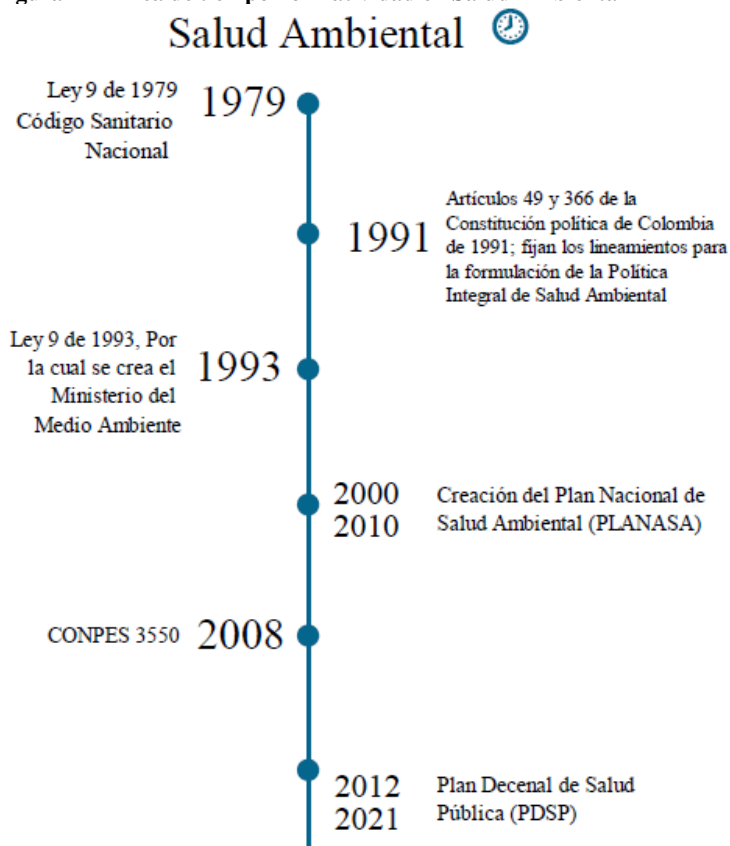 Salud Ambiental
Ley 9 de 1979
Código Sanitario
Nacional
1979
1991
Artículos 49 y 366 de la
Constitución política de Colombia
de 1991; fijan los lineamientos para
la formulación de la Política
Integral de Salud Ambiental
Ley 9 de 1993, Por
la cual se crea el
Ministerio del
Medio Ambiente
1993
2000
2010
Creación del Plan Nacional de
Salud Ambiental (PLANASA)
CONPES 3550
2008
2012
2021
Plan Decenal de Salud
Pública (PDSP)